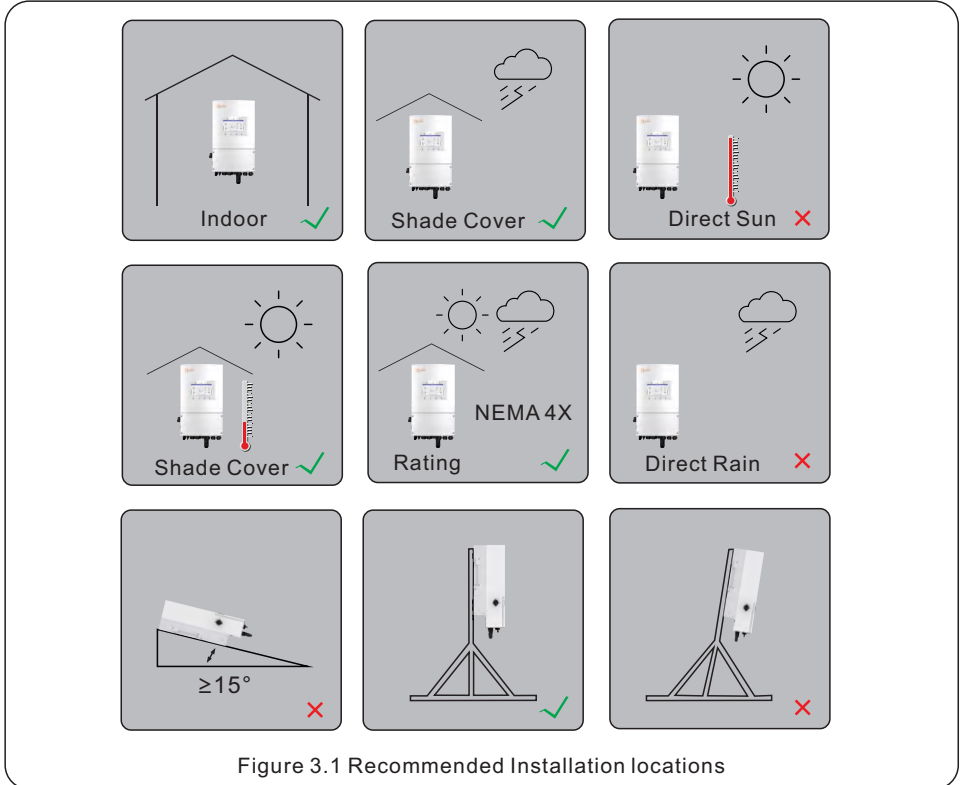 Indoor
Shade Cover
Direct Sun
Shade Cover
NEMA 4X
Rating
Direct Rain
≥15°
Figure 3.1 Recommended Installation locations